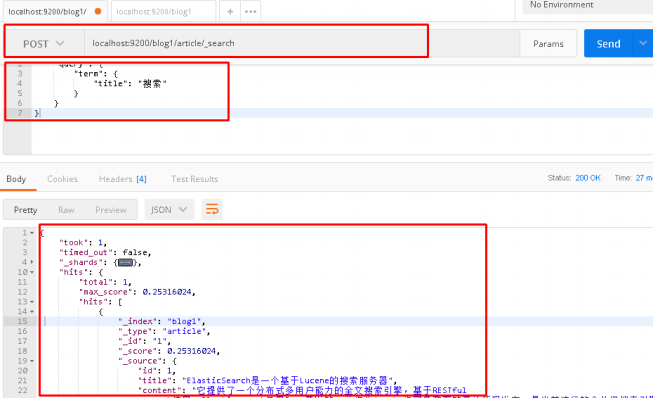 localhost:9200/blog1/
localhost:9200/blog1
+
•••
No Environment
POST
localhost:9200/blog1/article/_search
Params
Send
query": {
3 "term": {
4 "title": "搜索"
5 }
6 }
7 }
Body
Cookies
Headers [4]
Test Results
Status: 200 OK
Time: 27 m
Pretty
Raw
Preview
JSON
1 {
2 "took": 1,
3 "timed_out": false,
4 "_shards": {},
10 "hits": {
11 "total": 1,
12 "max_score": 0.25316024,
13 "hits": [
14 {
15 "_index": "blog1",
16 "_type": "article",
17 "_id": "1",
18 "_score": 0.25316024,
19 "_source": {
20 "id": 1,
21 "title": "ElasticSearch是一个基于Lucene的搜索服务器",
22 "content": "它提供了一个分布式多用户能力的全文搜索引擎，基于RESTful